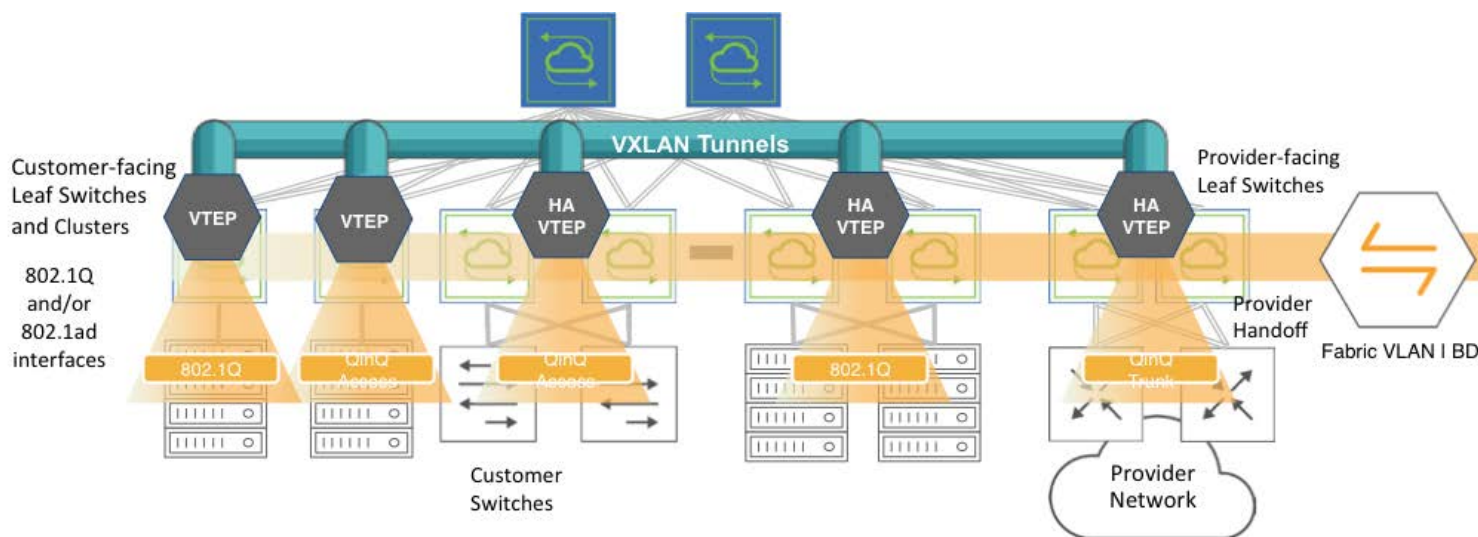 VXLAN Tunnels
Customer-facing
Leaf Switches
and Clusters
802.1Q
and/or
802.1ad
interfaces
VTEP
VTEP
HA
VTEP
HA
VTEP
HA
VTEP
Provider-facing
Leaf Switches
Provider
Handoff
Fabric VLAN I BD
802.1Q
QinQ
Access
QinQ
Access
802.1Q
QinQ
Trunk
Customer
Switches
Provider
Network